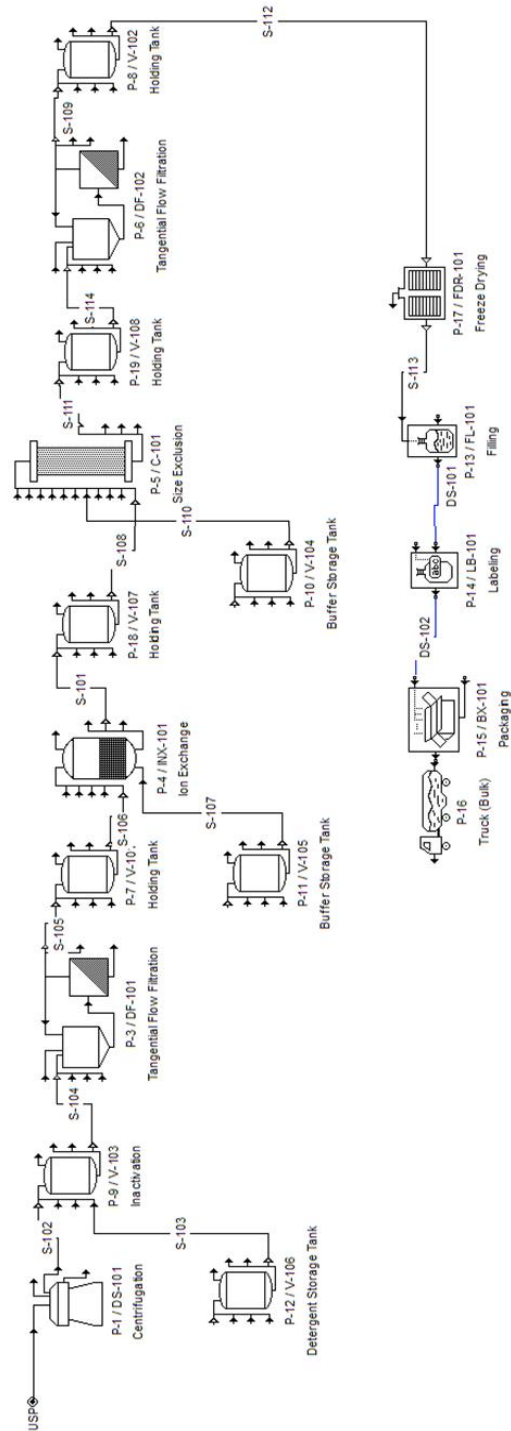 USP
P-1 / DS-101
Centrifugation
S-102
P-9 / V-103
Inactivation
S-103
P-12 / V-106
Detergent Storage Tank
S-104
P-3 / DF-101
Tangential Flow Filtration
S-105
P-7 / V-10
Holding Tank
S-106
P-4 / INX-101
Ion Exchange
S-107
P-11 / V-105
Buffer Storage Tank
S-101
P-18 / V-107
Holding Tank
S-108
P-5 / C-101
Size Exclusion
S-110
P-10 / V-104
Buffer Storage Tank
S-111
P-19 / V-108
Holding Tank
S-114
P-6 / DF-102
Tangential Flow Filtration
S-109
P-8 / V-102
Holding Tank
S-112
P-17 / FDR-101
Freeze Drying
S-113
P-13 / FL-101
Filling
DS-101
abc
P-14 / LB-101
Labeling
DS-102
P-15 / BX-101
Packaging
P-16
Truck (Bulk)